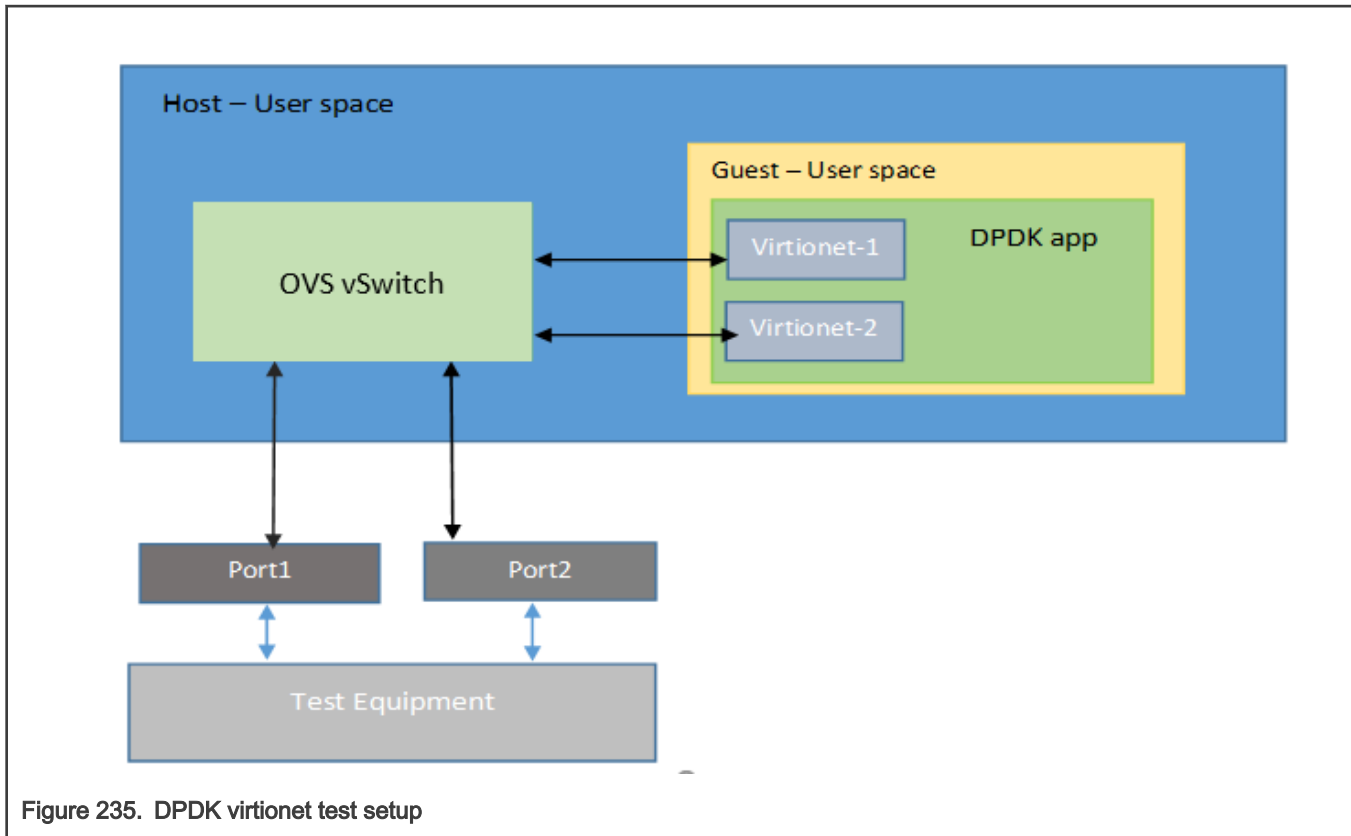 Host – User space
Guest – User space
DPDK app
Virtionet-1
OVS vSwitch
Virtionet-2
Port1
Port2
Test Equipment
Figure 235. DPDK virtionet test setup